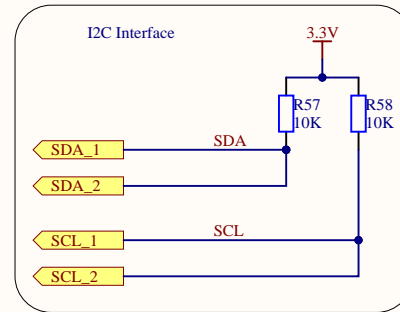 I2C Interface
3.3V
R57
10K
R58
10K
SDA_1
SDA
SDA_2
SCL_1
SCL
SCL_2